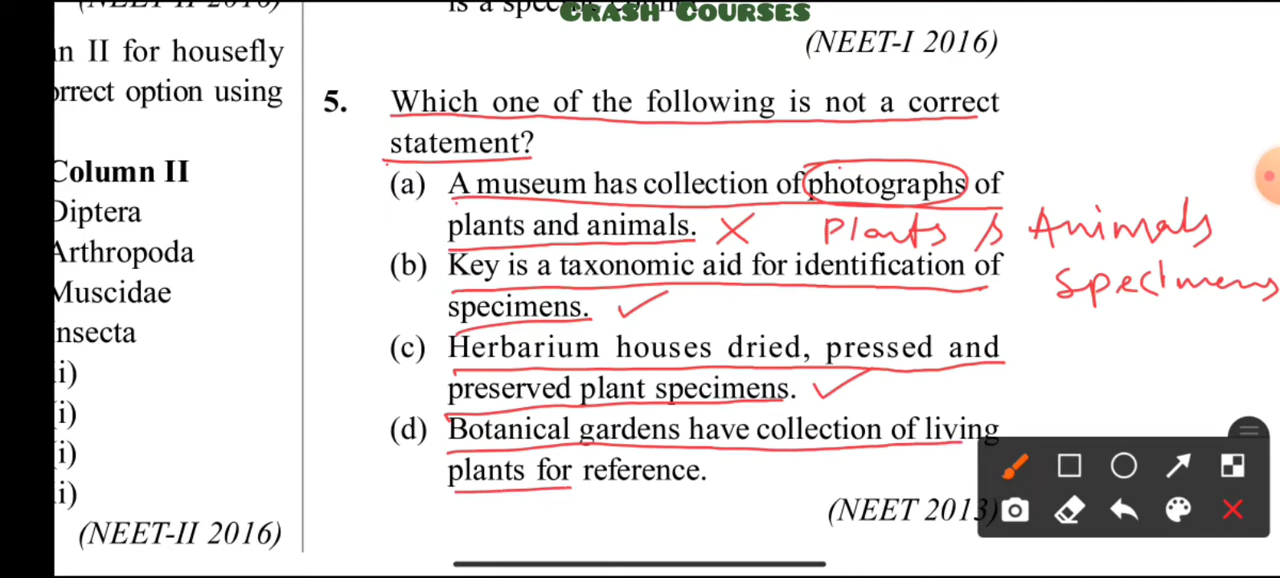 is a spec
CRASH COURSES
(NEET-I 2016)
n II for housefly
orrect option using
Column II
Diptera
Arthropoda
Muscidae
nsecta
i)
i)
i)
i)
(NEET-II 2016)
5. Which one of the following is not a correct
statement?
(a) A museum has collection of photographs of
plants and animals. X Plants & Animals
Specimens
(b) Key is a taxonomic aid for identification of
specimens. ✓
(c) Herbarium houses dried, pressed and
preserved plant specimens. ✓
(d) Botanical gardens have collection of living
plants for reference.
(NEET 2013)